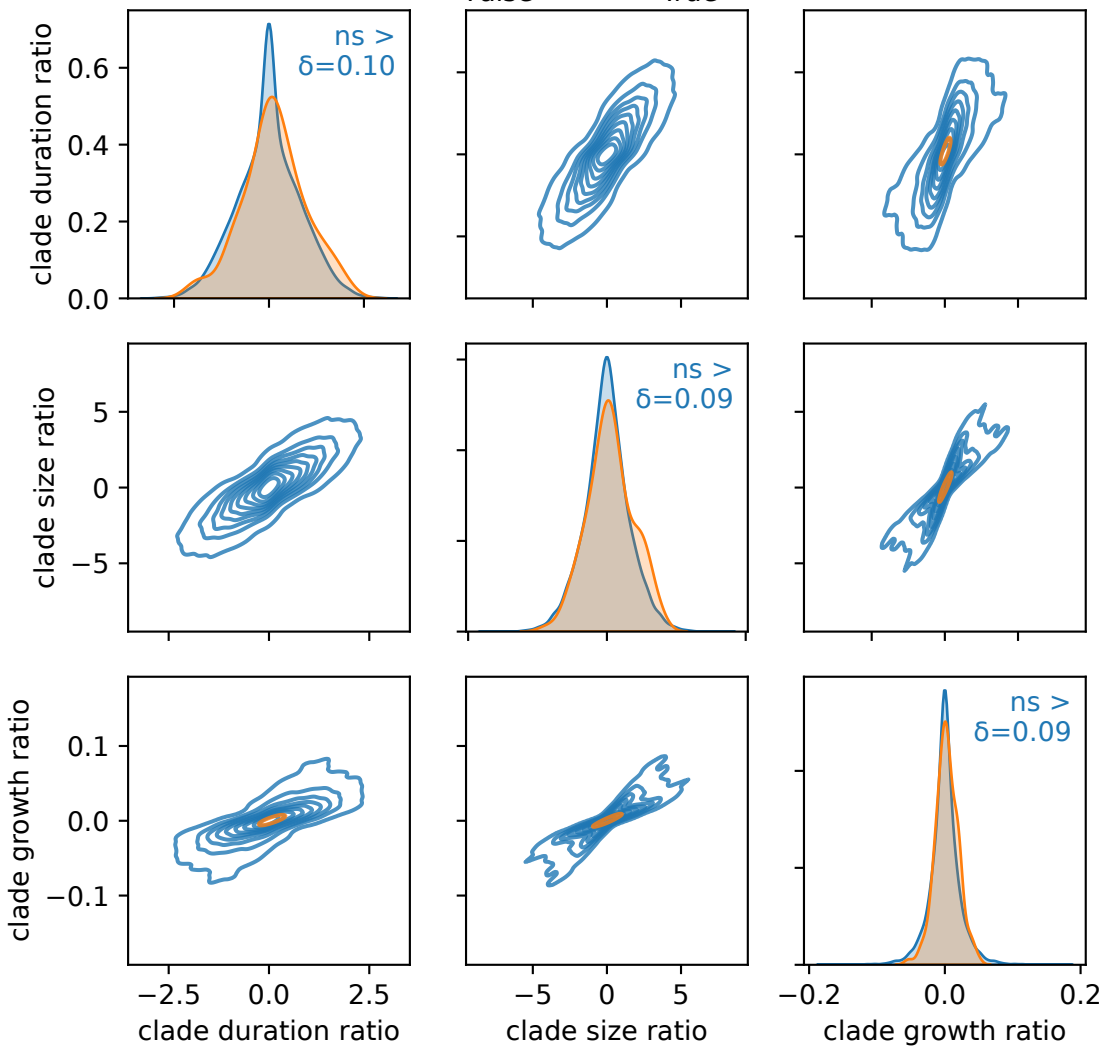 clade duration ratio
0.6
0.4
0.2
0.0
ns >
δ=0.10
−5
0
5
clade size ratio
5
0
−5
ns >
δ=0.09
clade growth ratio
0.1
0.0
−0.1
ns >
δ=0.09
−2.5
0.0
2.5
−5
0
5
−0.2
0.0
0.2
clade duration ratio
clade size ratio
clade growth ratio